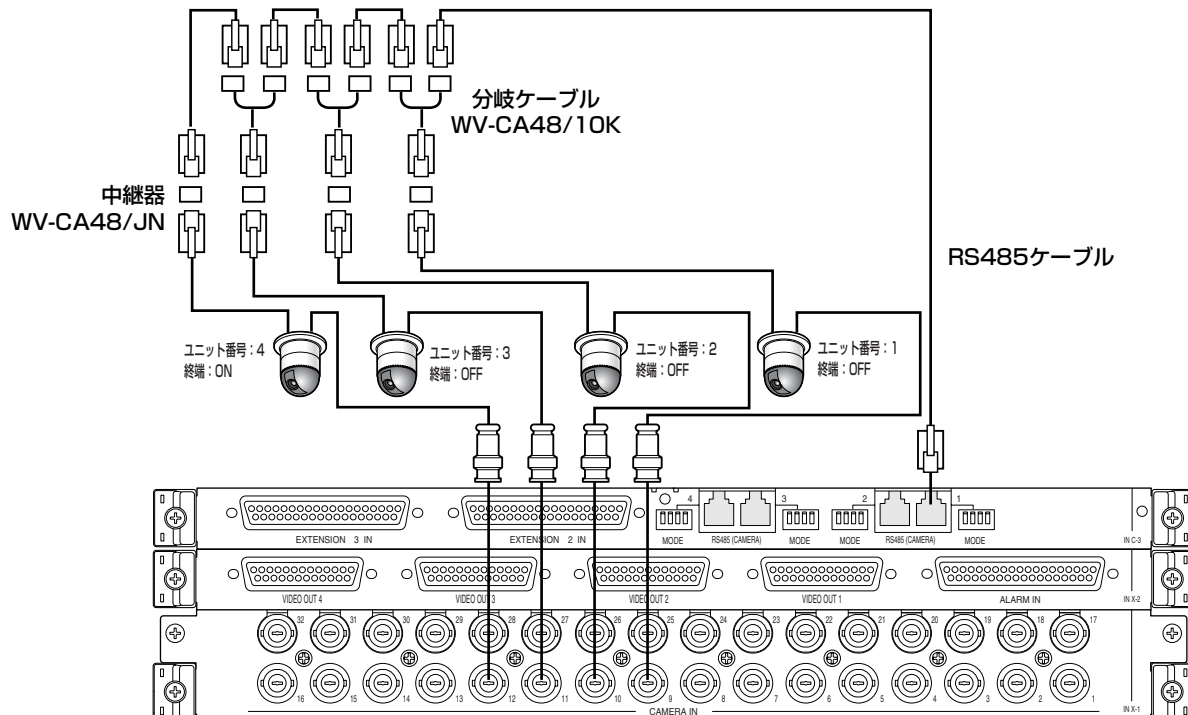 分岐ケーブル
WV-CA48/10K
中継器
WV-CA48/JN
RS485ケーブル
ユニット番号：4
終端：ON
ユニット番号：3
終端：OFF
ユニット番号：2
終端：OFF
ユニット番号：1
終端：OFF
4 3 2 1
EXTENSION 3 IN EXTENSION 2 IN MODE RS485 (CAMERA) MODE MODE RS485 (CAMERA) MODE IN C-3
VIDEO OUT 4 VIDEO OUT 3 VIDEO OUT 2 VIDEO OUT 1 ALARM IN IN X-2
32 31 30 29 28 27 26 25 24 23 22 21 20 19 18 17
16 15 14 13 12 11 10 9 8 7 6 5 4 3 2 1
CAMERA IN IN X-1